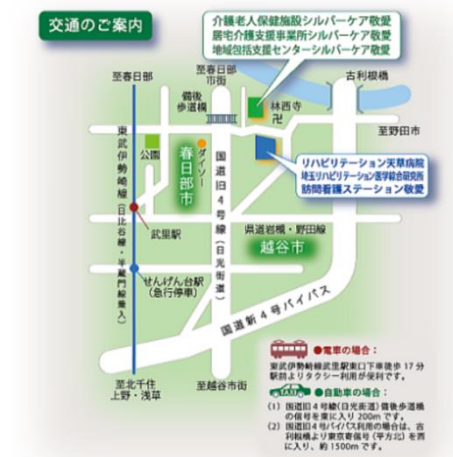 交通のご案内
介護老人保健施設シルバーケア敬愛
居宅介護支援事業所シルバーケア敬愛
地域包括支援センターシルバーケア敬愛
至春日部
至春日部市街
古利根橋
備後歩道橋
林西寺
卍
至野田市
公園
ダイソー
春日部市
リハビリテーション天草病院
埼玉リハビリテーション医学綜合研究所
訪問看護ステーション敬愛
東武伊勢崎線(日比谷線・半蔵門線乗入)
国道旧4号線(日光街道)
武里駅
県道岩槻・野田線
越谷市
せんげん台駅
(急行停車)
国道新4号バイパス
至北千住
上野・浅草
至越谷市街
●電車の場合:
東武伊勢崎線武里駅東口下車徒歩17分
駅前よりタクシー利用が便利です。
TAXI
●自動車の場合:
(1) 国道旧4号線(日光街道)備後歩道橋
の信号を東に入り200mです。
(2) 国道旧4号バイパス利用の場合は、古
利根橋より東京寄信号(平方北)を西
に入り、約1500mです。